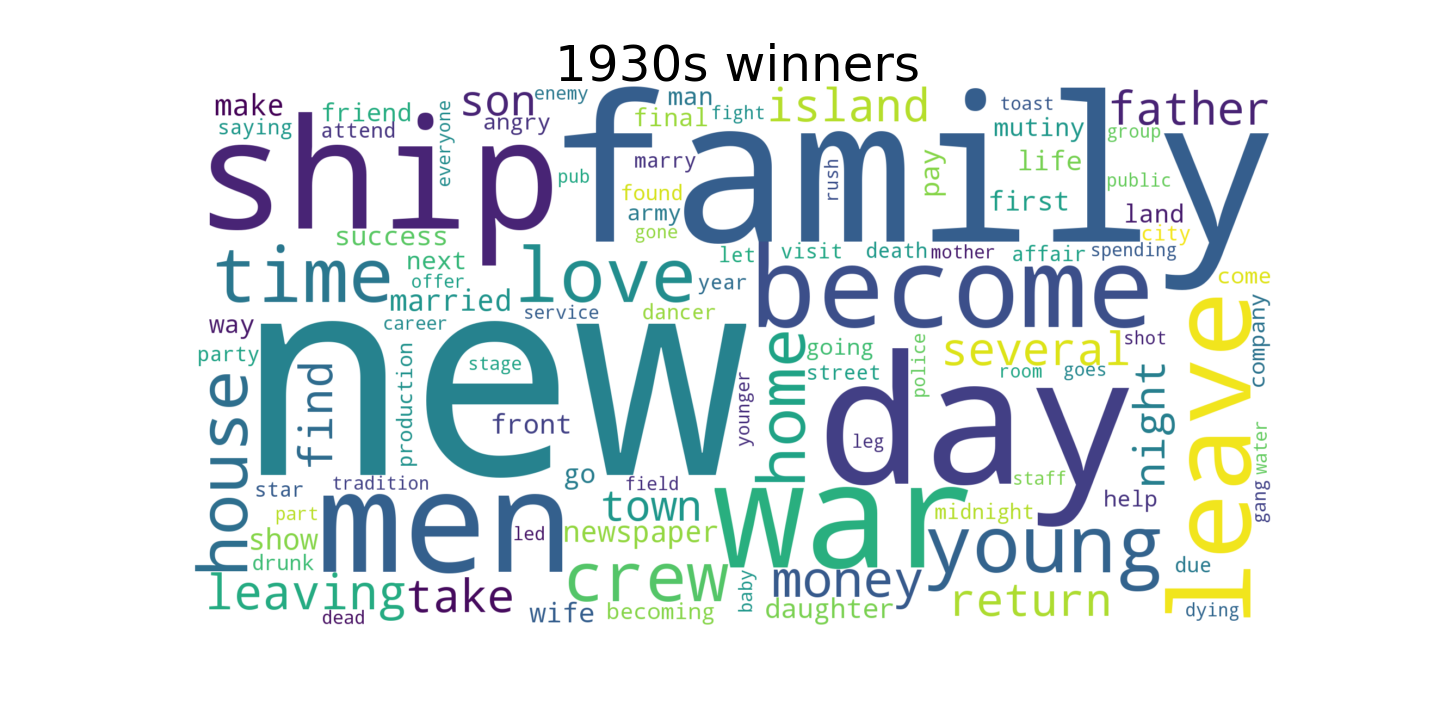 1930s winners
make
saying
friend
attend
everyone
son
enemy
angry
man
final
fight
island
toast
mutiny
father
group
ship
family
pub
marry
found
army
gone
rush
pay
life
first
public
land
city
success
time
next
offer
married
love
let
year
visit
death
mother
affair
spending
come
become
way
party
career
service
dancer
new
stage
home
going
street
police
several
shot
room
goes
company
leave
house
find
production
front
younger
day
leg
night
star
tradition
go
field
town
war
staff
midnight
help
water
gang
part
show
drunk
men
led
newspaper
young
due
leaving
take
crew
baby
money
return
dead
wife
becoming
daughter
dying